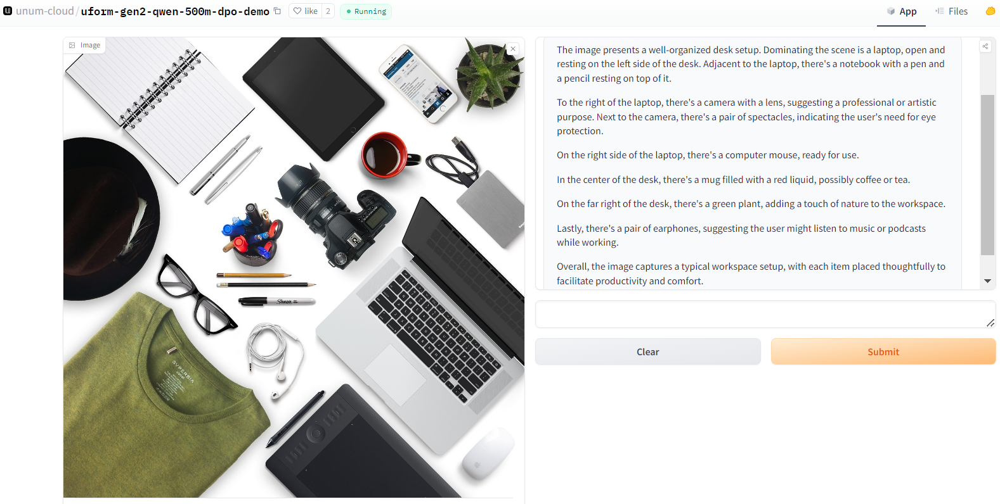 unum-cloud/uform-gen2-qwen-500m-dpo-demo like 2 Running App Files
Image
The image presents a well-organized desk setup. Dominating the scene is a laptop, open and
resting on the left side of the desk. Adjacent to the laptop, there's a notebook with a pen and
a pencil resting on top of it.
To the right of the laptop, there's a camera with a lens, suggesting a professional or artistic
purpose. Next to the camera, there's a pair of spectacles, indicating the user's need for eye
protection.
On the right side of the laptop, there's a computer mouse, ready for use.
In the center of the desk, there's a mug filled with a red liquid, possibly coffee or tea.
On the far right of the desk, there's a green plant, adding a touch of nature to the workspace.
Lastly, there's a pair of earphones, suggesting the user might listen to music or podcasts
while working.
Overall, the image captures a typical workspace setup, with each item placed thoughtfully to
facilitate productivity and comfort.
Clear
Submit
Sharpie
SVPERBIA